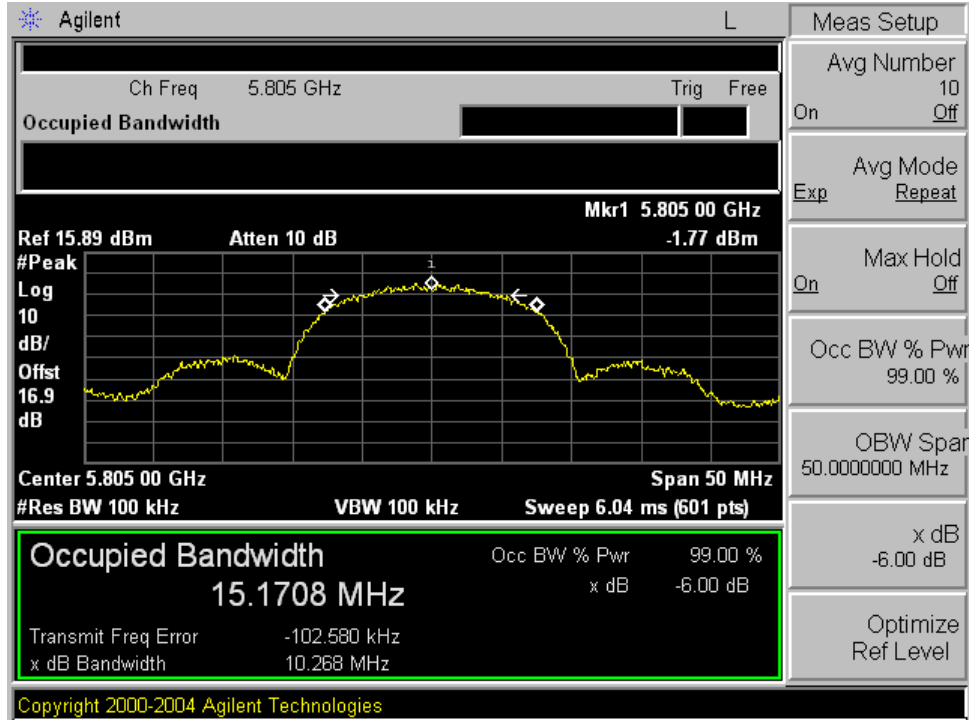 Agilent L
Ch Freq 5.805 GHz Trig Free
Occupied Bandwidth
Mkr1 5.805 00 GHz
Ref 15.89 dBm Atten 10 dB -1.77 dBm
#Peak
Log
10
dB/
Offst
16.9
dB
1
Center 5.805 00 GHz Span 50 MHz
#Res BW 100 kHz VBW 100 kHz Sweep 6.04 ms (601 pts)
Occupied Bandwidth
15.1708 MHz
Occ BW % Pwr 99.00 %
x dB -6.00 dB
Transmit Freq Error -102.580 kHz
x dB Bandwidth 10.268 MHz
Copyright 2000-2004 Agilent Technologies
Meas Setup
Avg Number
10
On Off
Avg Mode
Exp Repeat
Max Hold
On Off
Occ BW % Pwr
99.00 %
OBW Span
50.0000000 MHz
x dB
-6.00 dB
Optimize
Ref Level